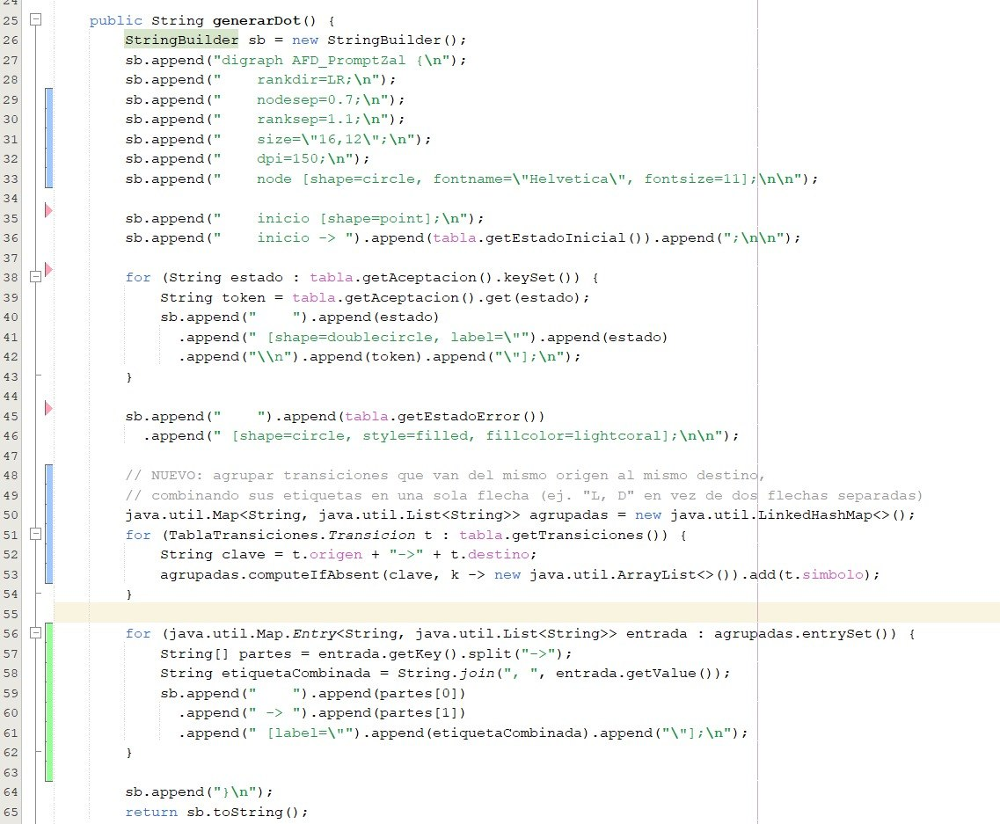 24
25 public String generarDot() {
26 StringBuilder sb = new StringBuilder();
27 sb.append("digraph AFD_PromptZal {\n");
28 sb.append("    rankdir=LR;\n");
29 sb.append("    nodesep=0.7;\n");
30 sb.append("    ranksep=1.1;\n");
31 sb.append("    size=\"16,12\";\n");
32 sb.append("    dpi=150;\n");
33 sb.append("    node [shape=circle, fontname=\"Helvetica\", fontsize=11];\n\n");
34
35 sb.append("    inicio [shape=point];\n");
36 sb.append("    inicio -> ").append(tabla.getEstadoInicial()).append(";\n\n");
37
38 for (String estado : tabla.getAceptacion().keySet()) {
39 String token = tabla.getAceptacion().get(estado);
40 sb.append("    ").append(estado)
41 .append(" [shape=doublecircle, label=\"").append(estado)
42 .append("\\n").append(token).append("\"];\n");
43 }
44
45 sb.append("    ").append(tabla.getEstadoError())
46 .append(" [shape=circle, style=filled, fillcolor=lightcoral];\n\n");
47
48 // NUEVO: agrupar transiciones que van del mismo origen al mismo destino,
49 // combinando sus etiquetas en una sola flecha (ej. "L, D" en vez de dos flechas separadas)
50 java.util.Map<String, java.util.List<String>> agrupadas = new java.util.LinkedHashMap<>();
51 for (TablaTransiciones.Transicion t : tabla.getTransiciones()) {
52 String clave = t.origen + "->" + t.destino;
53 agrupadas.computeIfAbsent(clave, k -> new java.util.ArrayList<>()).add(t.simbolo);
54 }
55
56 for (java.util.Map.Entry<String, java.util.List<String>> entrada : agrupadas.entrySet()) {
57 String[] partes = entrada.getKey().split("->");
58 String etiquetaCombinada = String.join(", ", entrada.getValue());
59 sb.append("    ").append(partes[0])
60 .append(" -> ").append(partes[1])
61 .append(" [label=\"").append(etiquetaCombinada).append("\"];\n");
62 }
63
64 sb.append("}\n");
65 return sb.toString();